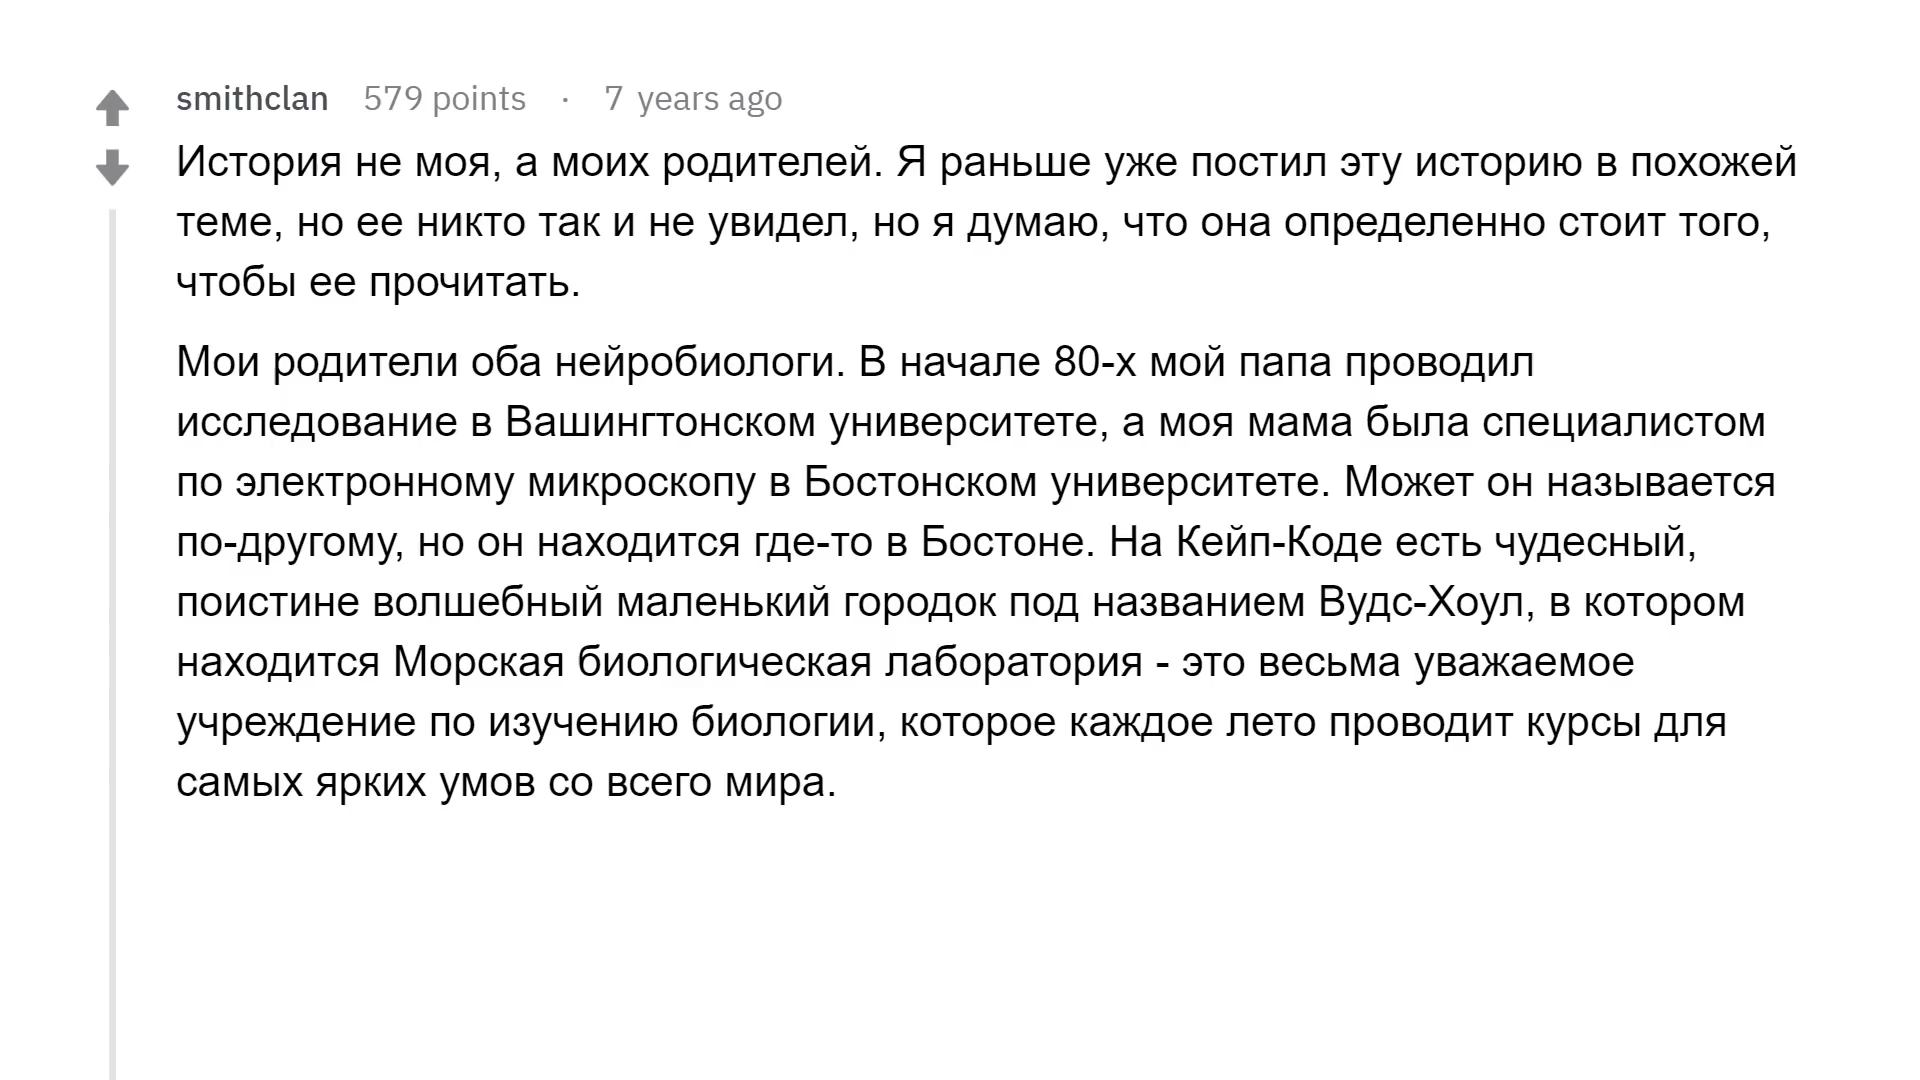 smithclan 579 points · 7 years ago
История не моя, а моих родителей. Я раньше уже постил эту историю в похожей
теме, но ее никто так и не увидел, но я думаю, что она определенно стоит того,
чтобы ее прочитать.
Мои родители оба нейробиологи. В начале 80-х мой папа проводил
исследование в Вашингтонском университете, а моя мама была специалистом
по электронному микроскопу в Бостонском университете. Может он называется
по-другому, но он находится где-то в Бостоне. На Кейп-Коде есть чудесный,
поистине волшебный маленький городок под названием Вудс-Хоул, в котором
находится Морская биологическая лаборатория - это весьма уважаемое
учреждение по изучению биологии, которое каждое лето проводит курсы для
самых ярких умов со всего мира.